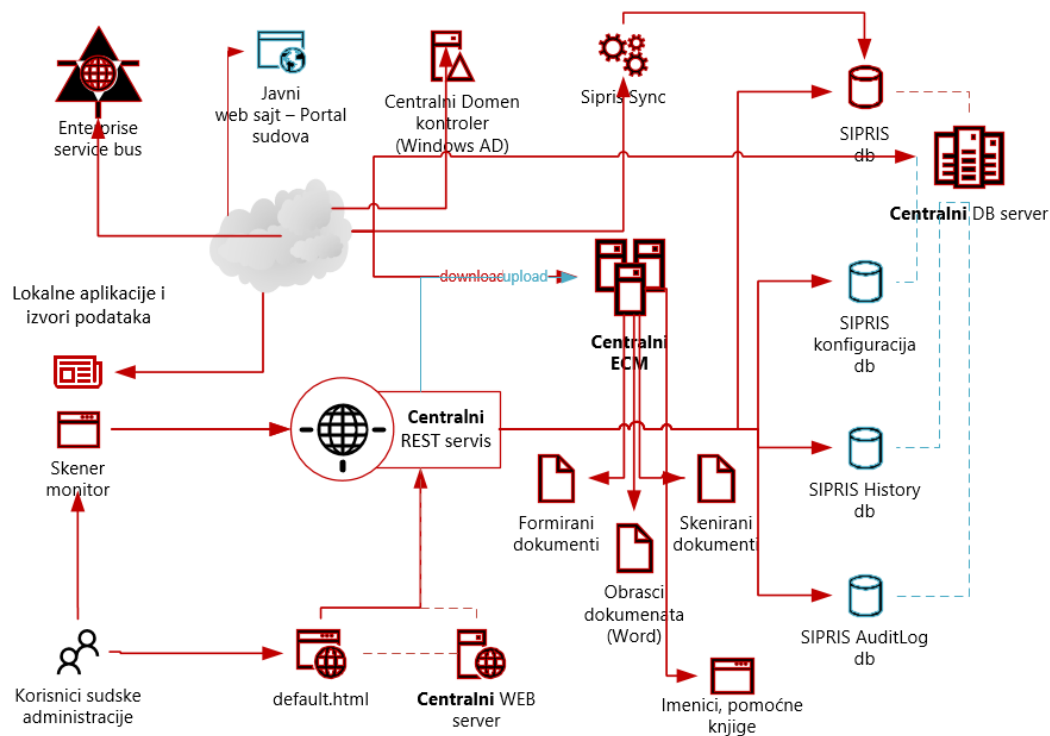 Enterprise
service bus
Javni
web sajt – Portal
sudova
Centralni Domen
kontroler
(Windows AD)
Sipris Sync
SIPRIS
db
Centralni DB server
Lokalne aplikacije i
izvori podataka
download
upload
Centralni
ECM
SIPRIS
konfiguracija
db
Skener
monitor
Centralni
REST servis
Formirani
dokumenti
Skenirani
dokumenti
SIPRIS History
db
Obrasci
dokumenata
(Word)
SIPRIS AuditLog
db
Korisnici sudske
administracije
default.html
Centralni WEB
server
Imenici, pomoćne
knjige